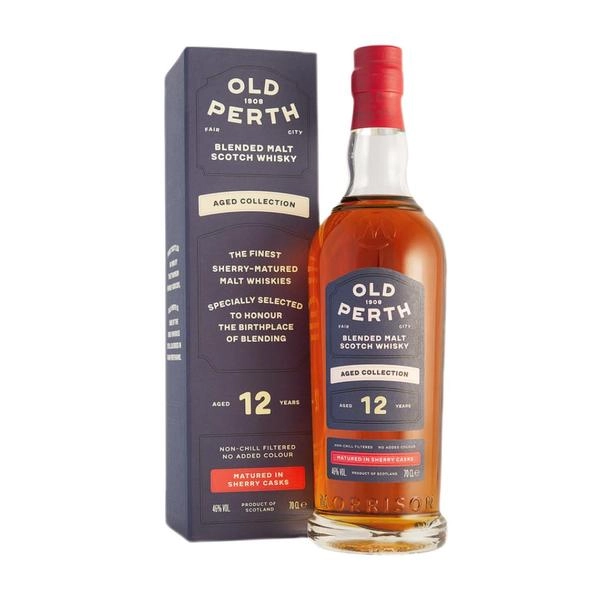 OLD
1908
PERTH
FAIR CITY
BLENDED MALT
SCOTCH WHISKY
AGED COLLECTION
THE FINEST
SHERRY-MATURED
MALT WHISKIES
SPECIALLY SELECTED
TO HONOUR
THE BIRTHPLACE
OF BLENDING
AGED 12 YEARS
NON-CHILL FILTERED
NO ADDED COLOUR
MATURED IN
SHERRY CASKS
46% VOL. PRODUCT OF SCOTLAND 70 CL ℮
OLD
1908
PERTH
FAIR CITY
BLENDED MALT
SCOTCH WHISKY
AGED COLLECTION
AGED 12 YEARS
NON-CHILL FILTERED NO ADDED COLOUR
MATURED IN SHERRY CASKS
46% VOL. PRODUCT OF SCOTLAND 70 CL ℮
MORRISON